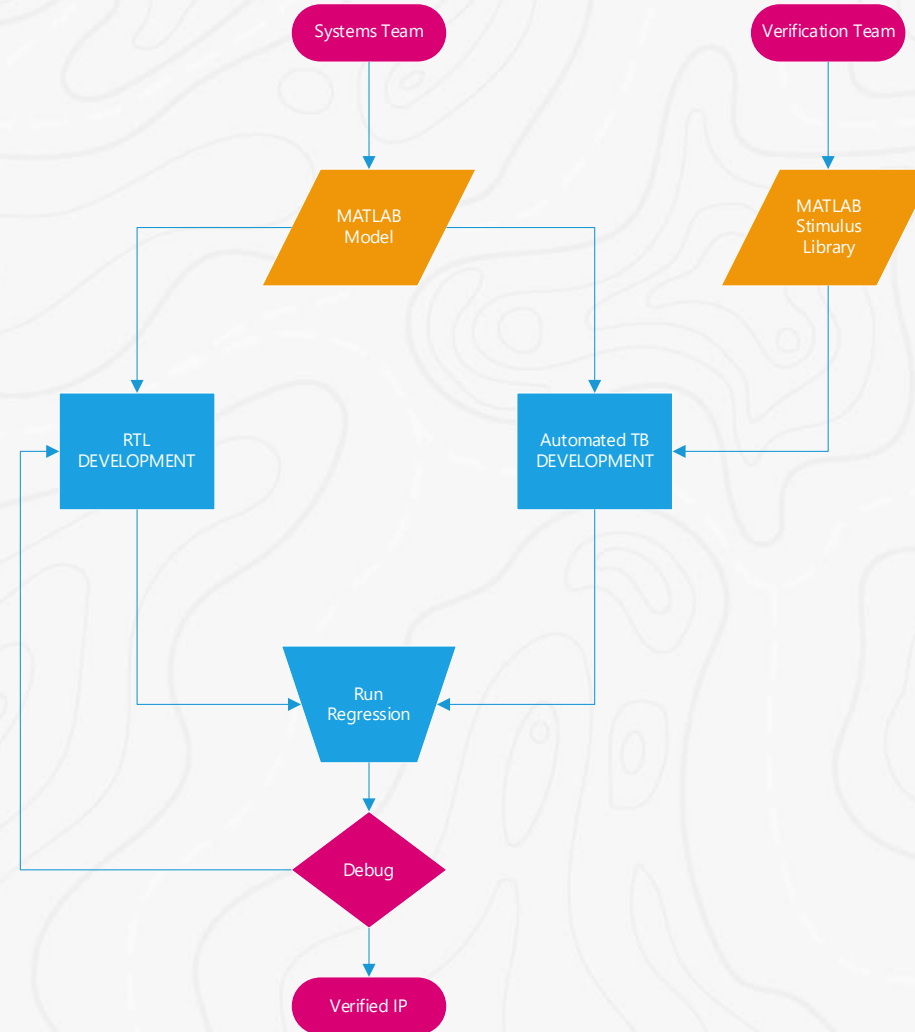 Systems Team
Verification Team
MATLAB
Model
MATLAB
Stimulus
Library
RTL
DEVELOPMENT
Automated TB
DEVELOPMENT
Run
Regression
Debug
Verified IP